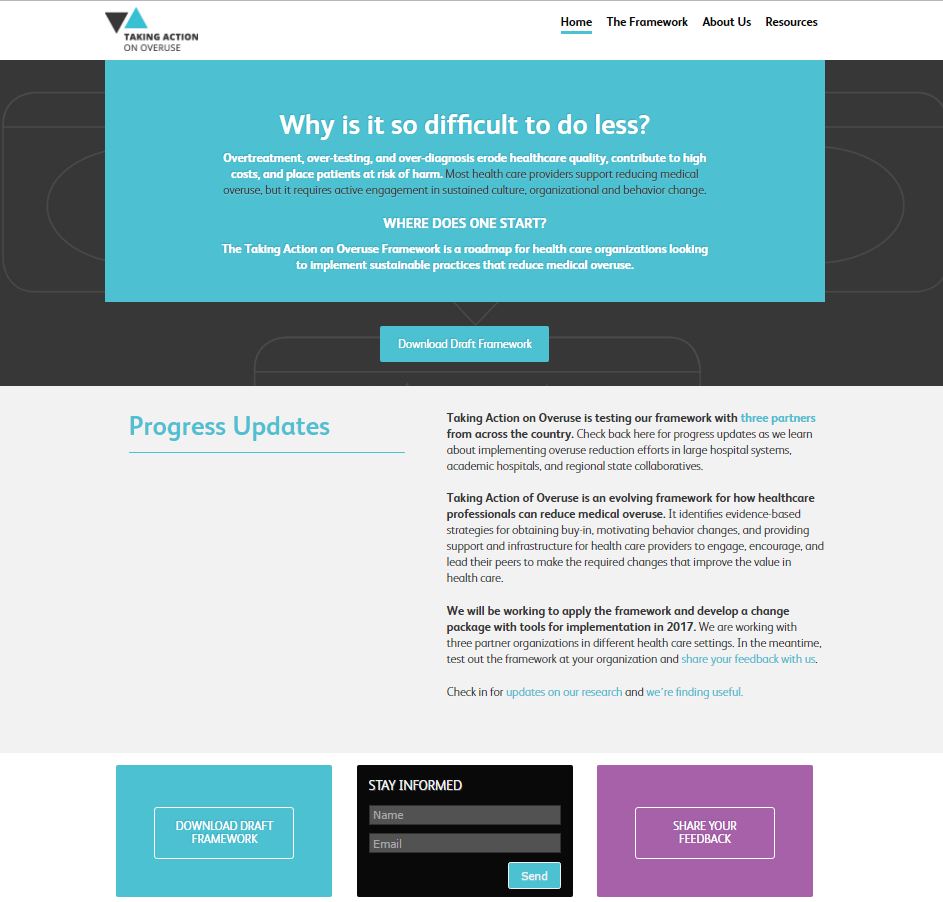 TAKING ACTION
ON OVERUSE
Home
The Framework
About Us
Resources
Why is it so difficult to do less?
Overtreatment, over-testing, and over-diagnosis erode healthcare quality, contribute to high
costs, and place patients at risk of harm. Most health care providers support reducing medical
overuse, but it requires active engagement in sustained culture, organizational and behavior change.
WHERE DOES ONE START?
The Taking Action on Overuse Framework is a roadmap for health care organizations looking
to implement sustainable practices that reduce medical overuse.
Download Draft Framework
Progress Updates
Taking Action on Overuse is testing our framework with three partners
from across the country. Check back here for progress updates as we learn
about implementing overuse reduction efforts in large hospital systems,
academic hospitals, and regional state collaboratives.
Taking Action of Overuse is an evolving framework for how healthcare
professionals can reduce medical overuse. It identifies evidence-based
strategies for obtaining buy-in, motivating behavior changes, and providing
support and infrastructure for health care providers to engage, encourage, and
lead their peers to make the required changes that improve the value in
health care.
We will be working to apply the framework and develop a change
package with tools for implementation in 2017. We are working with
three partner organizations in different health care settings. In the meantime,
test out the framework at your organization and share your feedback with us.
Check in for updates on our research and we're finding useful.
DOWNLOAD DRAFT
FRAMEWORK
STAY INFORMED
Name
Email
Send
SHARE YOUR
FEEDBACK